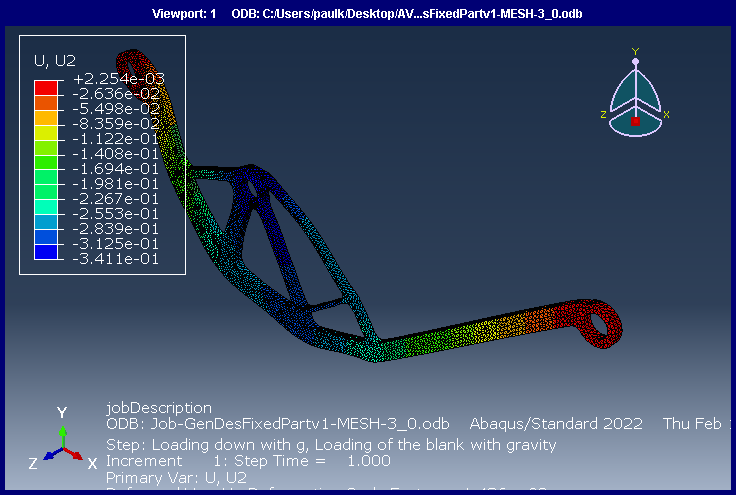 Viewport: 1 ODB: C:/Users/paulk/Desktop/AV...sFixedPartv1-MESH-3_0.odb
U, U2
+2.254e-03
-2.636e-02
-5.498e-02
-8.359e-02
-1.122e-01
-1.408e-01
-1.694e-01
-1.981e-01
-2.267e-01
-2.553e-01
-2.839e-01
-3.125e-01
-3.411e-01
Y
Z X
Y
Z X
jobDescription
ODB: Job-GenDesFixedPartv1-MESH-3_0.odb Abaqus/Standard 2022 Thu Feb
Step: Loading down with g, Loading of the blank with gravity
Increment 1: Step Time = 1.000
Primary Var: U, U2